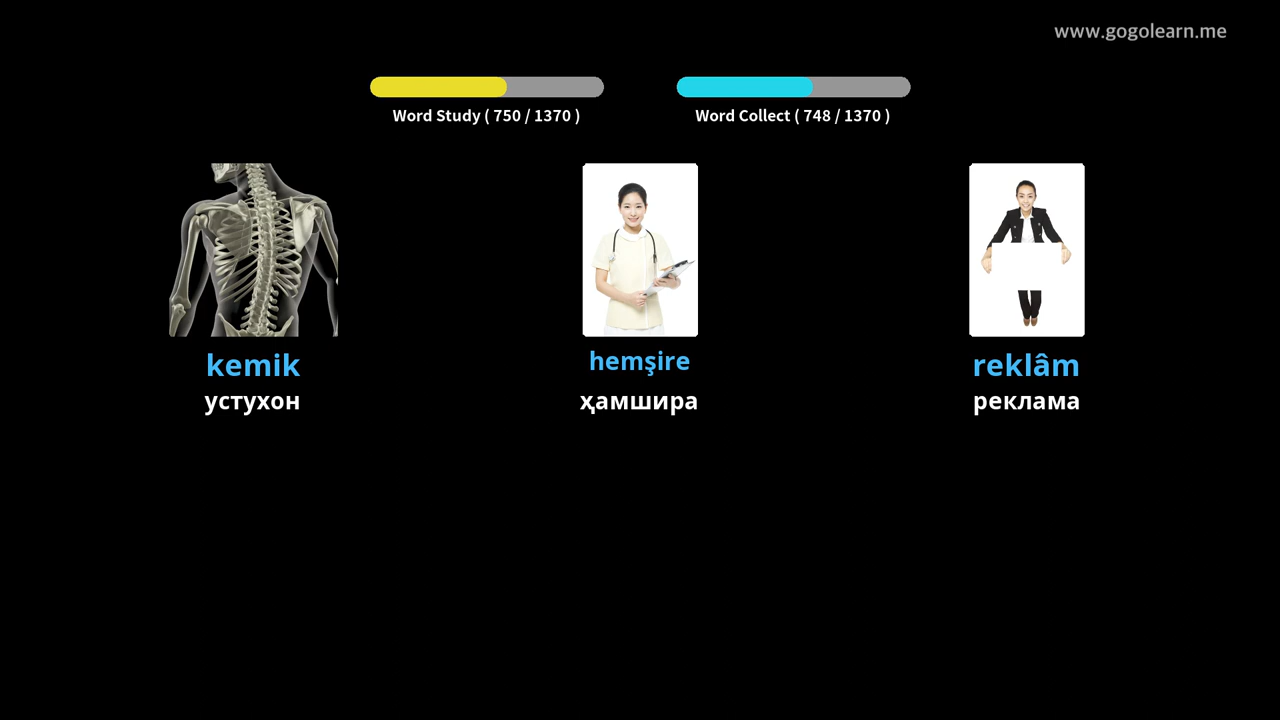 www.gogolearn.me
Word Study ( 750 / 1370 )
Word Collect ( 748 / 1370 )
kemik
hemşire
reklâm
устухон
ҳамшира
реклама